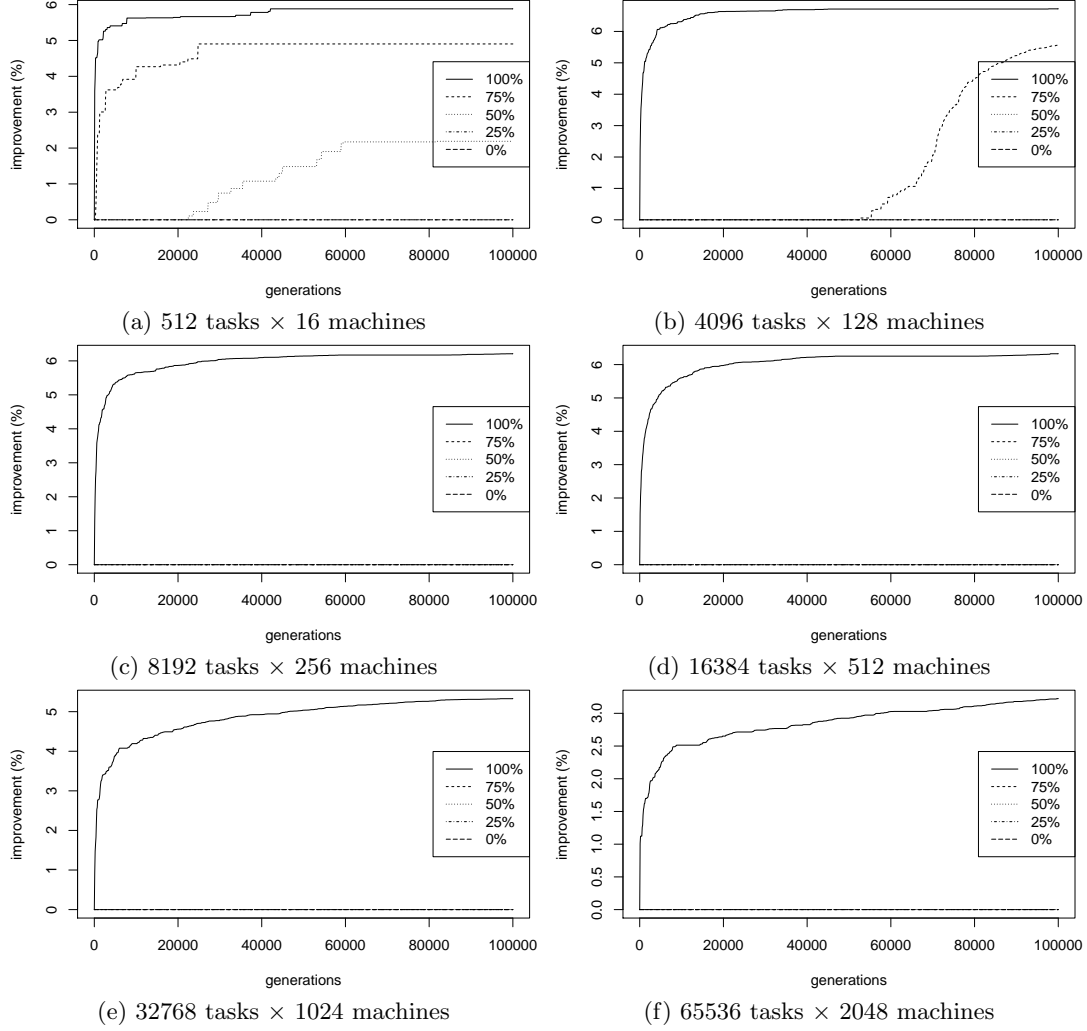 improvement (%)
0 1 2 3 4 5 6
100%
75%
50%
25%
0%
0 20000 40000 60000 80000 100000
generations
(a) 512 tasks × 16 machines
improvement (%)
0 1 2 3 4 5 6
100%
75%
50%
25%
0%
0 20000 40000 60000 80000 100000
generations
(b) 4096 tasks × 128 machines
improvement (%)
0 1 2 3 4 5 6
100%
75%
50%
25%
0%
0 20000 40000 60000 80000 100000
generations
(c) 8192 tasks × 256 machines
improvement (%)
0 1 2 3 4 5 6
100%
75%
50%
25%
0%
0 20000 40000 60000 80000 100000
generations
(d) 16384 tasks × 512 machines
improvement (%)
0 1 2 3 4 5
100%
75%
50%
25%
0%
0 20000 40000 60000 80000 100000
generations
(e) 32768 tasks × 1024 machines
improvement (%)
0.0 0.5 1.0 1.5 2.0 2.5 3.0
100%
75%
50%
25%
0%
0 20000 40000 60000 80000 100000
generations
(f) 65536 tasks × 2048 machines